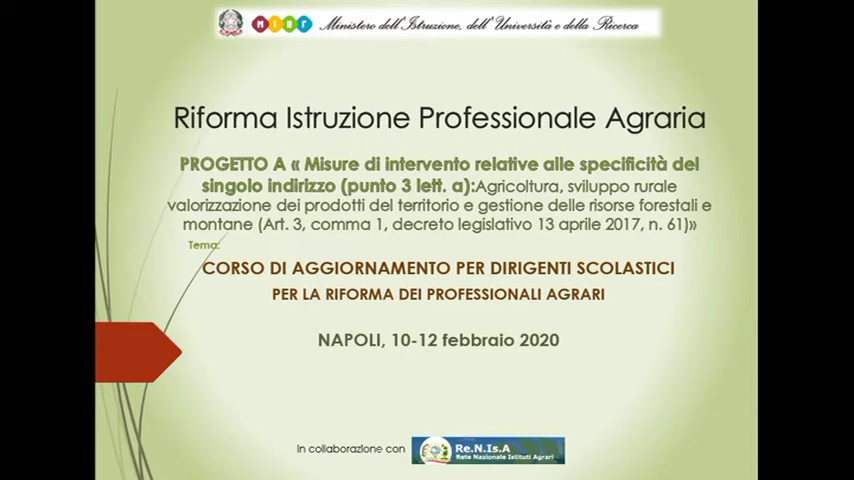 MIUR Ministero dell'Istruzione, dell'Università e della Ricerca
Riforma Istruzione Professionale Agraria
PROGETTO A « Misure di intervento relative alle specificità del
singolo indirizzo (punto 3 lett. a):Agricoltura, sviluppo rurale
valorizzazione dei prodotti del territorio e gestione delle risorse forestali e
montane (Art. 3, comma 1, decreto legislativo 13 aprile 2017, n. 61)»
Tema:
CORSO DI AGGIORNAMENTO PER DIRIGENTI SCOLASTICI
PER LA RIFORMA DEI PROFESSIONALI AGRARI
NAPOLI, 10-12 febbraio 2020
in collaborazione con
Re.N.Is.A
Rete Nazionale Istituti Agrari